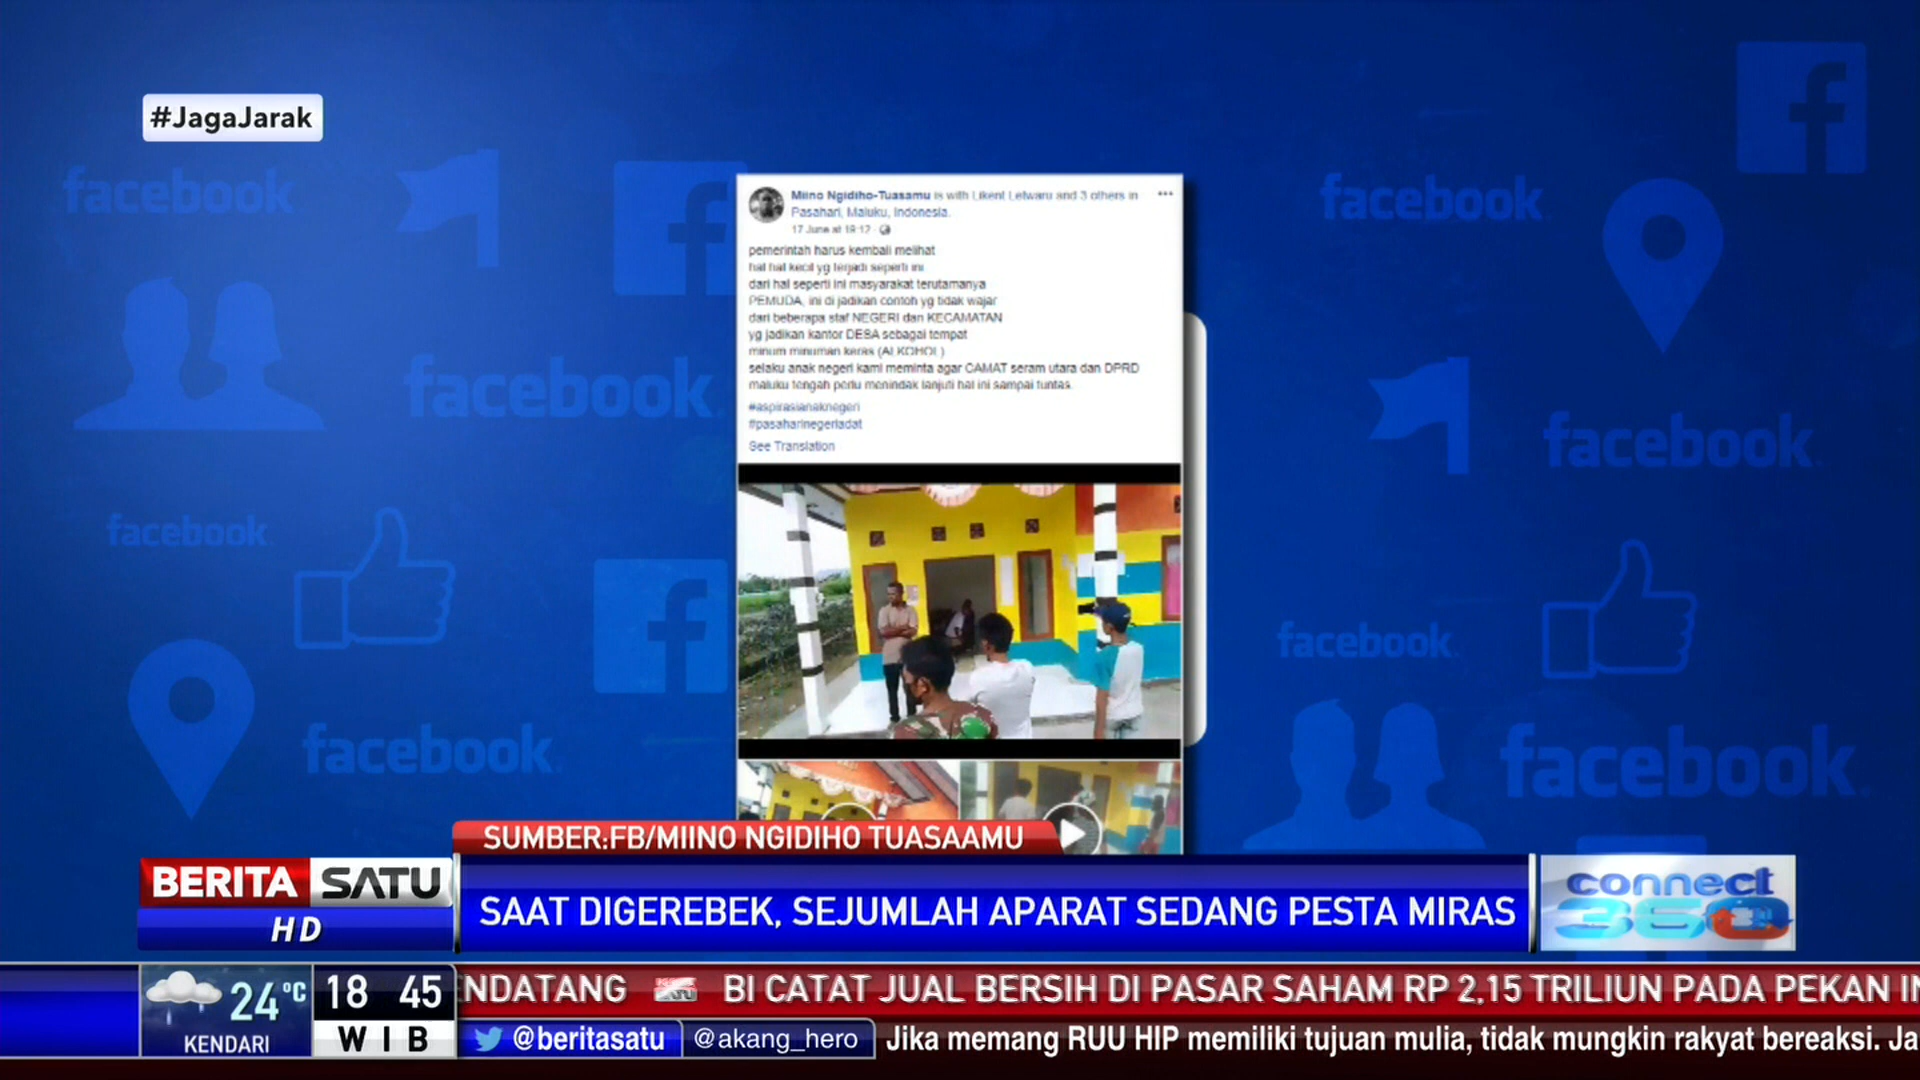 #JagaJarak
facebook
facebook
facebook
facebook
facebook
facebook
facebook
facebook
facebook
Miino Ngidiho-Tuasamu is with Likent Letwaru and 3 others in
Pasahari, Maluku, Indonesia.
17 June at 19:12
pemerintah harus kembali melihat
hal hal kecil yg terjadi seperti ini
dari hal seperti ini masyarakat terutamanya
PEMUDA, ini di jadikan contoh yg tidak wajar
dari beberapa staf NEGERI dan KECAMATAN
yg jadikan kantor DESA sebagai tempat
minum minuman keras (ALKOHOL)
selaku anak negeri kami meminta agar CAMAT seram utara dan DPRD
maluku tengah perlu menindak lanjuti hal ini sampai tuntas.
#aspirasianaknegeri
#pasaharinegeriadat
See Translation
SUMBER:FB/MIINO NGIDIHO TUASAAMU
BERITA SATU
HD
SAAT DIGEREBEK, SEJUMLAH APARAT SEDANG PESTA MIRAS
connect
360
24°C
KENDARI
18 45
WIB
ENDATANG BI CATAT JUAL BERSIH DI PASAR SAHAM RP 2,15 TRILIUN PADA PEKAN IN
@beritasatu @akang_hero Jika memang RUU HIP memiliki tujuan mulia, tidak mungkin rakyat bereaksi. Ja